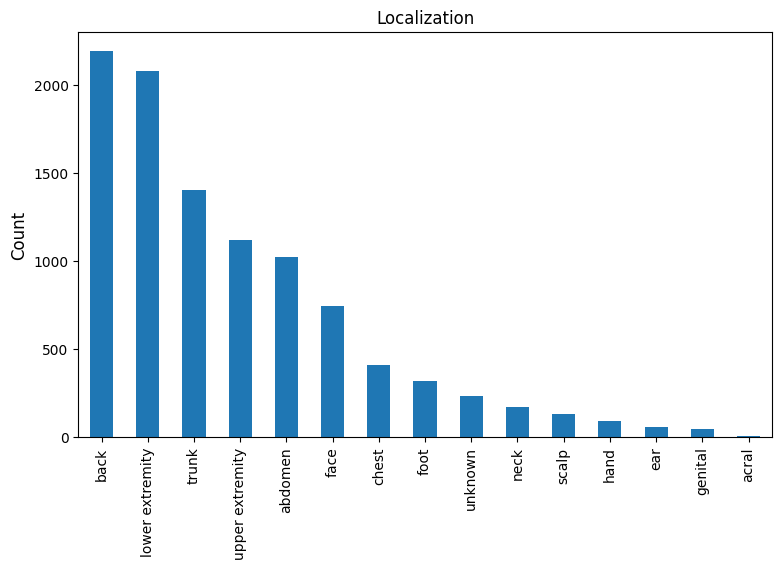 Localization
Count
2000
1500
1000
500
0
back
lower extremity
trunk
upper extremity
abdomen
face
chest
foot
unknown
neck
scalp
hand
ear
genital
acral